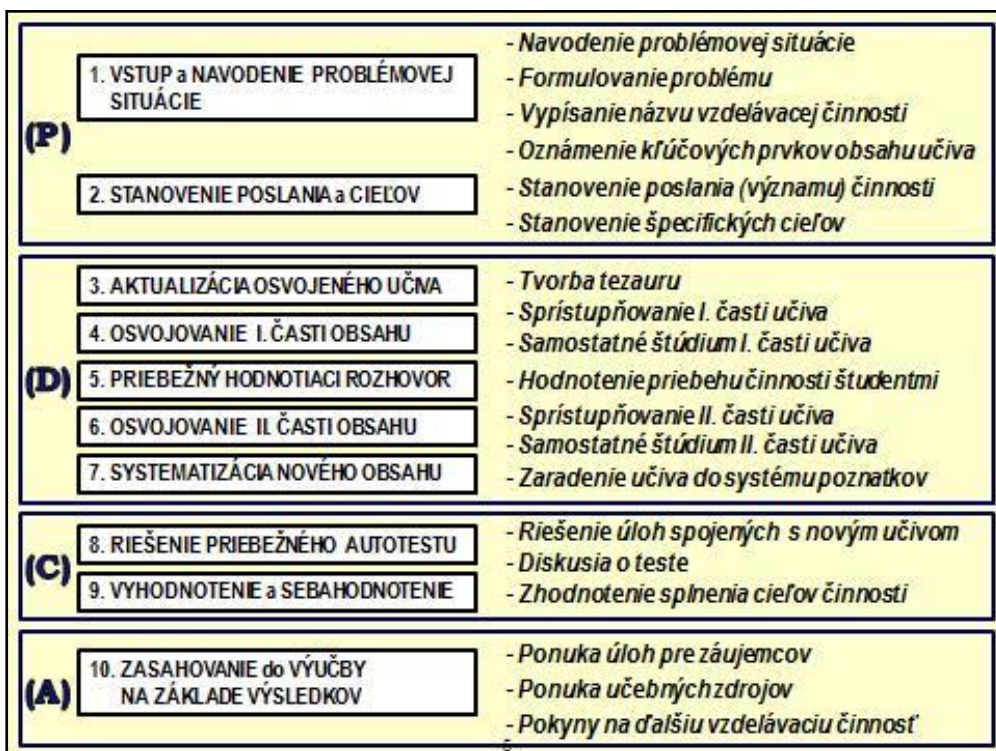 (P)
1. VSTUP a NAVODENIE PROBLÉMOVEJ
SITUÁCIE
- Navodenie problémovej situácie
- Formulovanie problému
- Vypísanie názvu vzdelávacej činnosti
- Oznámenie kľúčových prvkov obsahu učiva
2. STANOVENIE POSLANIA a CIEĽOV
- Stanovenie poslania (významu) činnosti
- Stanovenie špecifických cieľov
(D)
3. AKTUALIZÁCIA OSVOJENÉHO UČIVA
- Tvorba tezauru
4. OSVOJOVANIE I. ČASTI OBSAHU
- Sprístupňovanie I. časti učiva
- Samostatné štúdium I. časti učiva
5. PRIEBEŽNÝ HODNOTIACI ROZHOVOR
- Hodnotenie priebehu činnosti študentmi
6. OSVOJOVANIE II. ČASTI OBSAHU
- Sprístupňovanie II. časti učiva
- Samostatné štúdium II. časti učiva
7. SYSTEMATIZÁCIA NOVÉHO OBSAHU
- Zaradenie učiva do systému poznatkov
(C)
8. RIEŠENIE PRIEBEŽNÉHO AUTOTESTU
- Riešenie úloh spojených s novým učivom
- Diskusia o teste
9. VYHODNOTENIE a SEBAHODNOTENIE
- Zhodnotenie splnenia cieľov činnosti
(A)
10. ZASAHOVANIE do VÝUČBY
NA ZÁKLADE VÝSLEDKOV
- Ponuka úloh pre záujemcov
- Ponuka učebných zdrojov
- Pokyny na ďalšiu vzdelávaciu činnosť